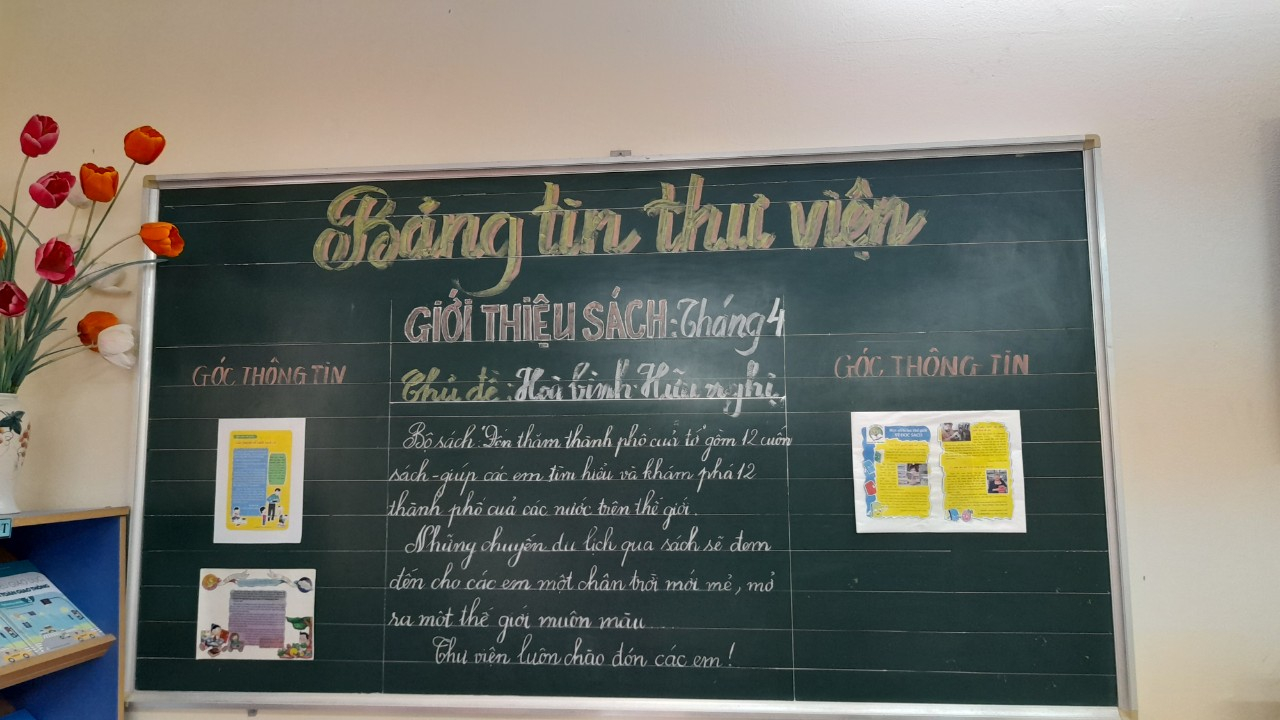 Bảng tin thư viện
GIỚI THIỆU SÁCH: Tháng 4
Chủ đề: Hoà bình Hữu nghị
GÓC THÔNG TIN
GÓC THÔNG TIN
Bộ sách "Đến thăm thành phố của tớ" gồm 12 cuốn
sách - giúp các em tìm hiểu và khám phá 12
thành phố của các nước trên thế giới.
Những chuyến du lịch qua sách sẽ đem
đến cho các em một chân trời mới mẻ, mở
ra một thế giới muôn màu
Thư viện luôn chào đón các em!